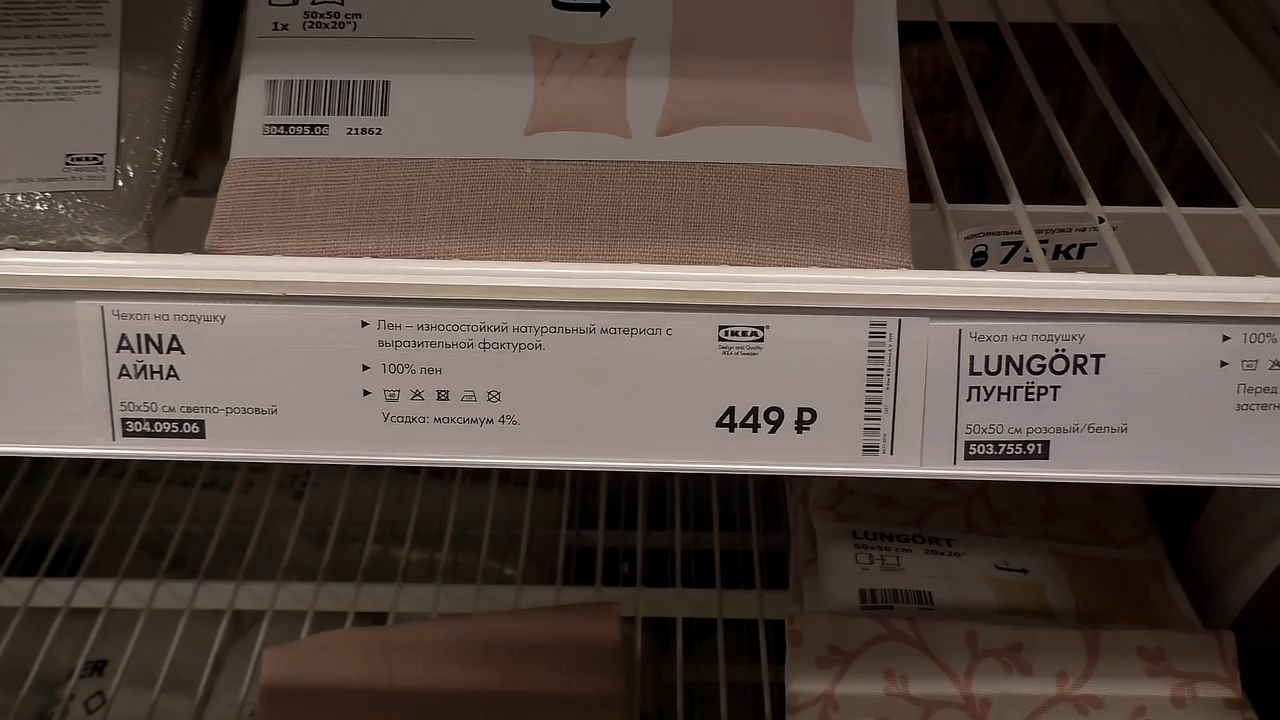 50x50 cm
1x (20x20")
304.095.06 21862
IKEA
максимальная нагрузка на полку
75 кг
Чехол на подушку
AINA
АЙНА
50x50 см светло-розовый
304.095.06
Лен – износостойкий натуральный материал с
выразительной фактурой.
100% лен
Усадка: максимум 4%.
IKEA
Design and Quality
IKEA of Sweden
449 ₽
Чехол на подушку
LUNGÖRT
ЛУНГЁРТ
50x50 см розовый/белый
503.755.91
100%
Перед
LUNGÖRT
50x50 cm 20x20"